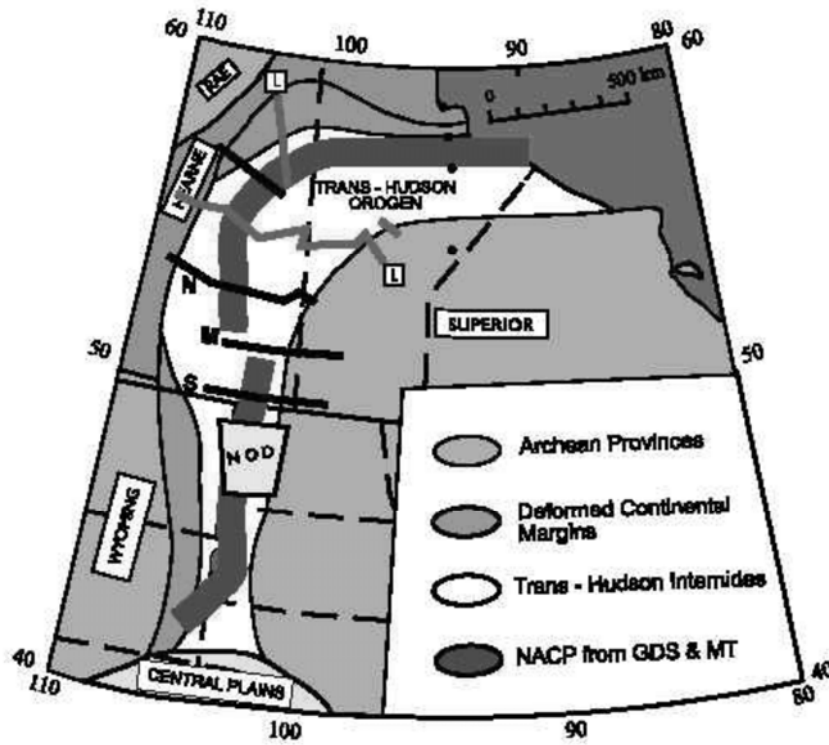 110
60
100
90
80
60
0
500 km
RAE
L
HEARNE
TRANS - HUDSON
OROGEN
L
N
SUPERIOR
M
50
50
S
NOD
WYOMING
Archean Provinces
Deformed Continental
Margins
Trans - Hudson Internides
NACP from GDS & MT
40
110
CENTRAL PLAINS
100
90
80
40